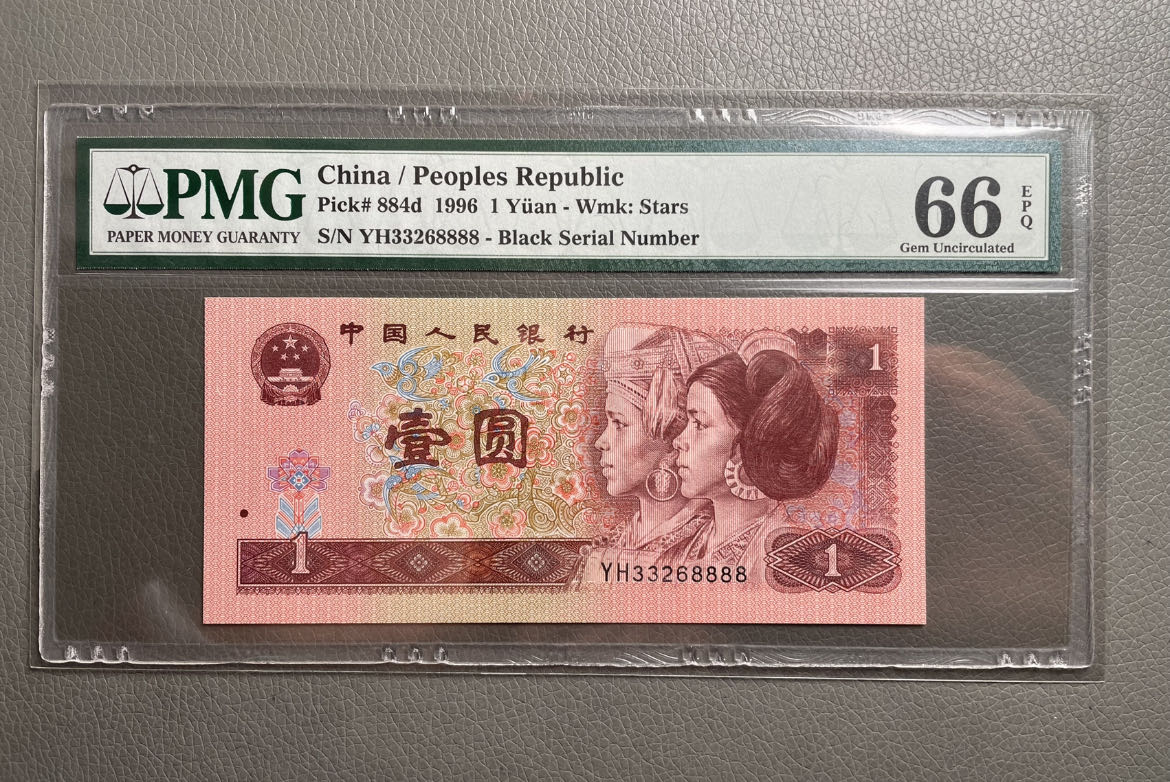 PMG
PAPER MONEY GUARANTY
China / Peoples Republic
Pick# 884d 1996 1 Yüan - Wmk: Stars
S/N YH33268888 - Black Serial Number
66
EPQ
Gem Uncirculated
中国人民银行
1
壹圆
1
YH33268888
1